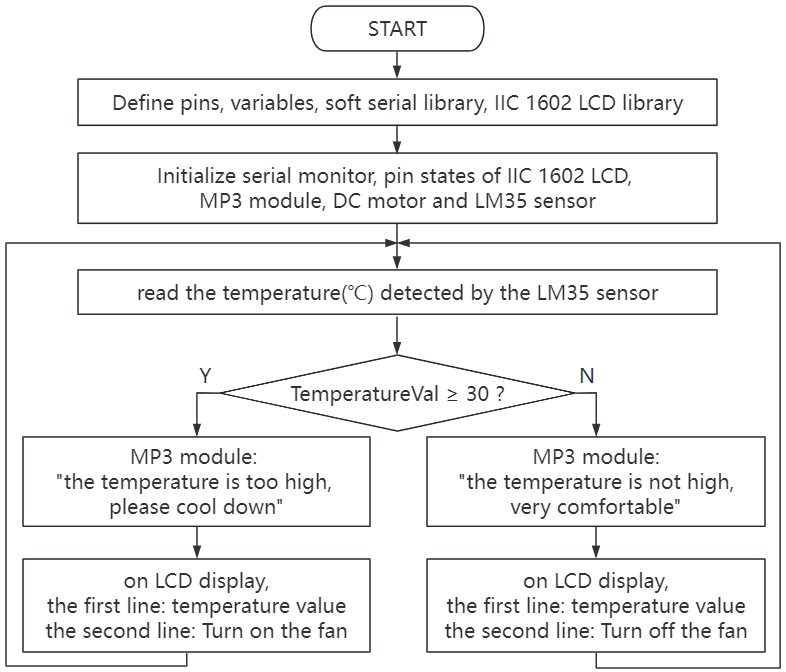 START
Define pins, variables, soft serial library, IIC 1602 LCD library
Initialize serial monitor, pin states of IIC 1602 LCD,
MP3 module, DC motor and LM35 sensor
read the temperature(℃) detected by the LM35 sensor
TemperatureVal ≥ 30 ?
Y
N
MP3 module:
"the temperature is too high,
please cool down"
MP3 module:
"the temperature is not high,
very comfortable"
on LCD display,
the first line: temperature value
the second line: Turn on the fan
on LCD display,
the first line: temperature value
the second line: Turn off the fan